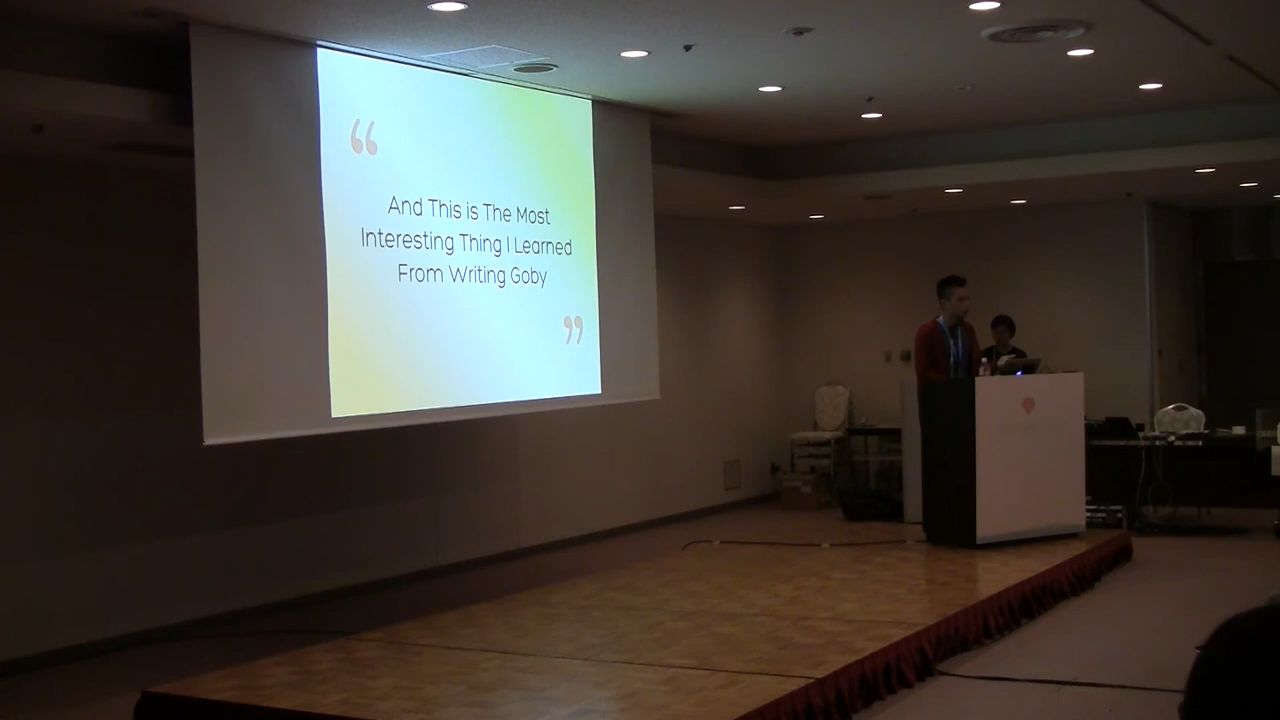 “
And This is The Most
Interesting Thing I Learned
From Writing Goby
”